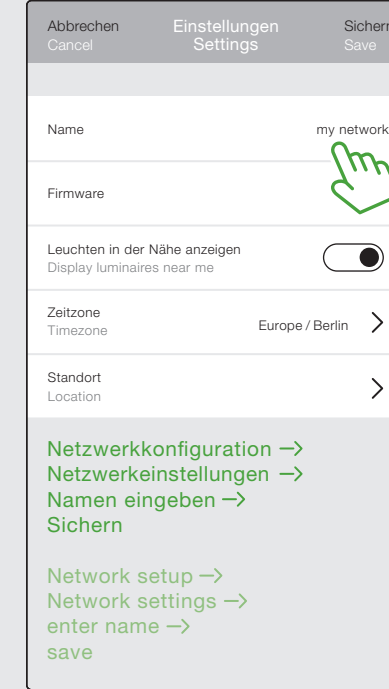 Abbrechen Einstellungen Sichern
Cancel Settings Save
Name my network
Firmware
Leuchten in der Nähe anzeigen
Display luminaires near me
Zeitzone
Timezone Europe / Berlin
Standort
Location
Netzwerkkonfiguration →
Netzwerkeinstellungen →
Namen eingeben →
Sichern
Network setup →
Network settings →
enter name →
save